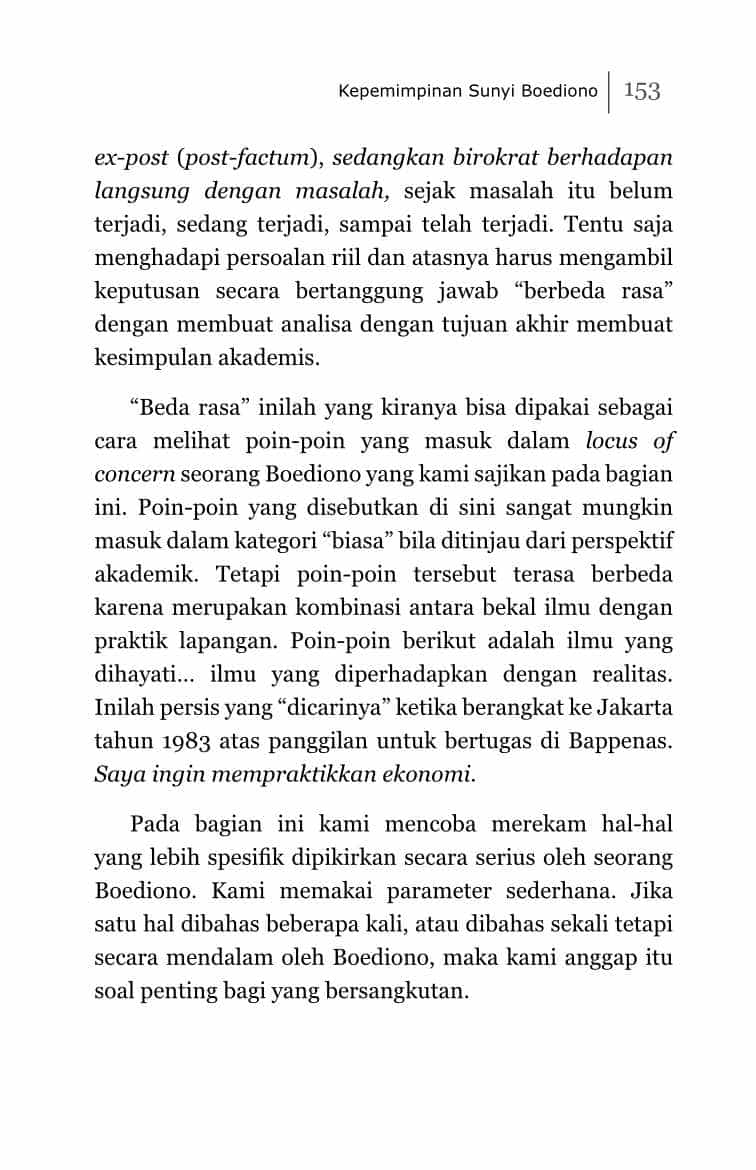 Kepemimpinan Sunyi Boediono 153
ex-post (post-factum), sedangkan birokrat berhadapan
langsung dengan masalah, sejak masalah itu belum
terjadi, sedang terjadi, sampai telah terjadi. Tentu saja
menghadapi persoalan riil dan atasnya harus mengambil
keputusan secara bertanggung jawab “berbeda rasa”
dengan membuat analisa dengan tujuan akhir membuat
kesimpulan akademis.
“Beda rasa” inilah yang kiranya bisa dipakai sebagai
cara melihat poin-poin yang masuk dalam locus of
concern seorang Boediono yang kami sajikan pada bagian
ini. Poin-poin yang disebutkan di sini sangat mungkin
masuk dalam kategori “biasa” bila ditinjau dari perspektif
akademik. Tetapi poin-poin tersebut terasa berbeda
karena merupakan kombinasi antara bekal ilmu dengan
praktik lapangan. Poin-poin berikut adalah ilmu yang
dihayati... ilmu yang diperhadapkan dengan realitas.
Inilah persis yang “dicarinya” ketika berangkat ke Jakarta
tahun 1983 atas panggilan untuk bertugas di Bappenas.
Saya ingin mempraktikkan ekonomi.
Pada bagian ini kami mencoba merekam hal-hal
yang lebih spesifik dipikirkan secara serius oleh seorang
Boediono. Kami memakai parameter sederhana. Jika
satu hal dibahas beberapa kali, atau dibahas sekali tetapi
secara mendalam oleh Boediono, maka kami anggap itu
soal penting bagi yang bersangkutan.